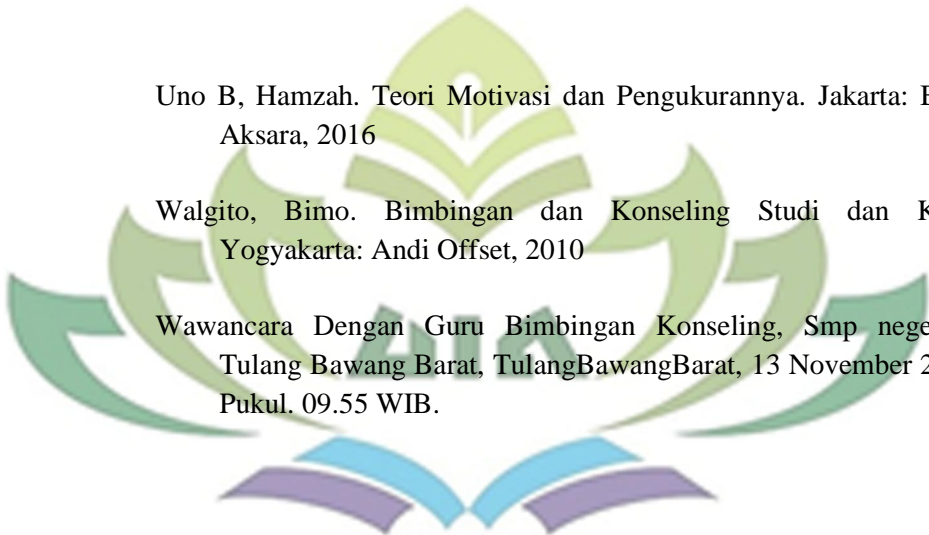 Uno B, Hamzah. Teori Motivasi dan Pengukurannya. Jakarta:
Aksara, 2016
Walgito, Bimo. Bimbingan dan Konseling Studi dan
Yogyakarta: Andi Offset, 2010
Wawancara Dengan Guru Bimbingan Konseling, Smp
Tulang Bawang Barat, TulangBawangBarat, 13 November
Pukul. 09.55 WIB.